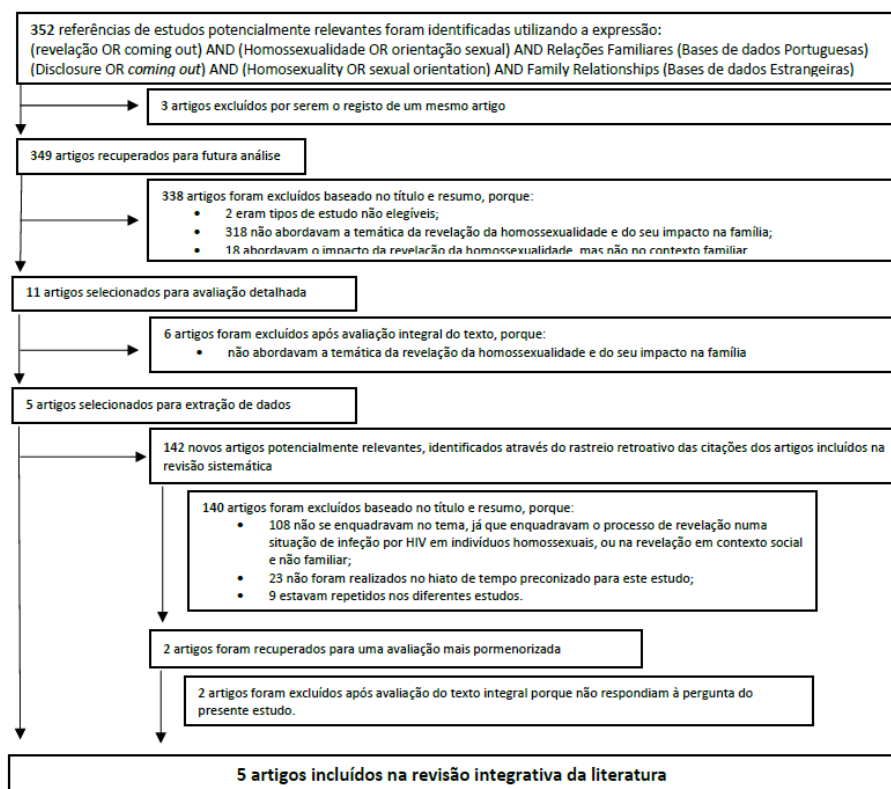 352 referências de estudos potencialmente relevantes foram identificadas utilizando a expressão:
(revelação OR coming out) AND (Homossexualidade OR orientação sexual) AND Relações Familiares (Bases de dados Portuguesas)
(Disclosure OR coming out) AND (Homosexuality OR sexual orientation) AND Family Relationships (Bases de dados Estrangeiras)
3 artigos excluídos por serem o registo de um mesmo artigo
349 artigos recuperados para futura análise
338 artigos foram excluídos baseado no título e resumo, porque:
• 2 eram tipos de estudo não elegíveis;
• 318 não abordavam a temática da revelação da homossexualidade e do seu impacto na família;
• 18 abordavam o impacto da revelação da homossexualidade, mas não no contexto familiar
11 artigos selecionados para avaliação detalhada
6 artigos foram excluídos após avaliação integral do texto, porque:
• não abordavam a temática da revelação da homossexualidade e do seu impacto na família
5 artigos selecionados para extração de dados
142 novos artigos potencialmente relevantes, identificados através do rastreio retroativo das citações dos artigos incluídos na
revisão sistemática
140 artigos foram excluídos baseado no título e resumo, porque:
• 108 não se enquadravam no tema, já que enquadravam o processo de revelação numa
situação de infeção por HIV em indivíduos homossexuais, ou na revelação em contexto social
e não familiar;
• 23 não foram realizados no hiato de tempo preconizado para este estudo;
• 9 estavam repetidos nos diferentes estudos.
2 artigos foram recuperados para uma avaliação mais pormenorizada
2 artigos foram excluídos após avaliação do texto integral porque não respondiam à pergunta do
presente estudo.
5 artigos incluídos na revisão integrativa da literatura